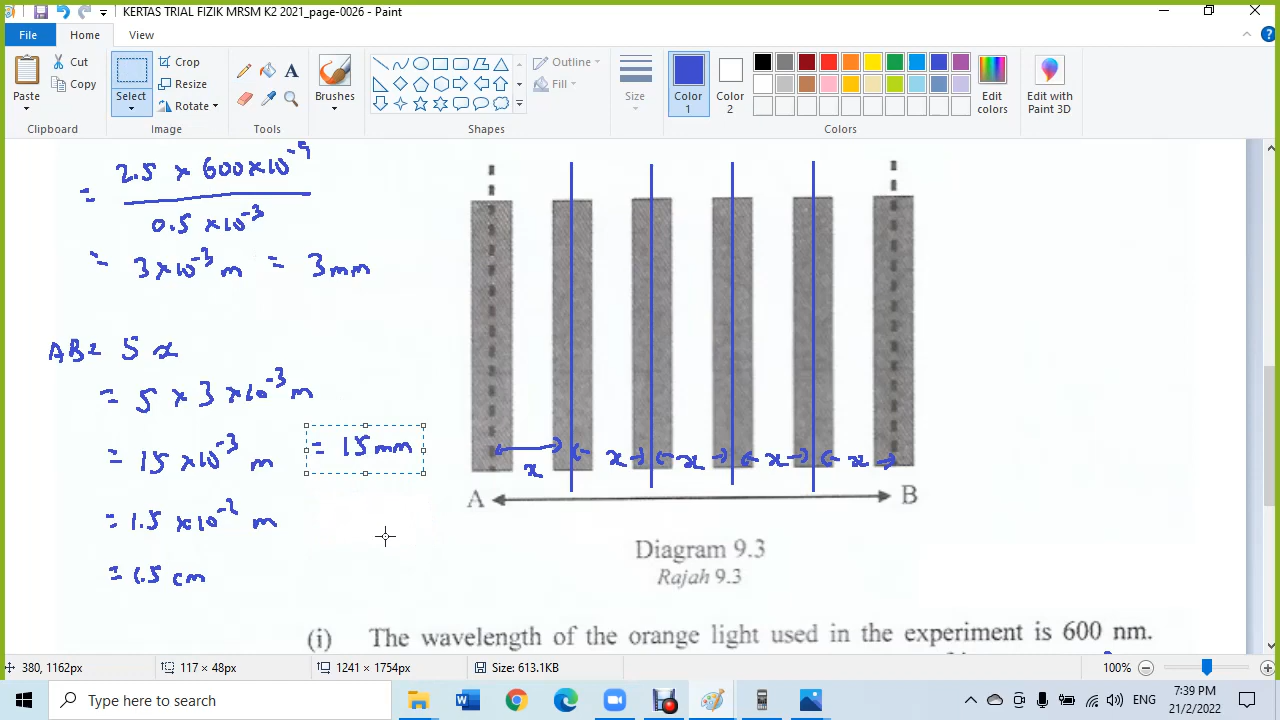 KERTAS TRIAL FIZIK MRSM K2 2021_page-0026 - Paint
File Home View
Paste Cut Copy Select Crop Resize Rotate A Brushes Outline Fill Size Color 1 Color 2 Edit colors Edit with Paint 3D
Clipboard Image Tools Shapes Colors
= 2.5 × 600×10⁻⁹
0.5 ×10⁻³
= 3×10⁻³ m = 3mm
AB= 5 x
= 5 × 3 ×10⁻³ m
= 15 ×10⁻³ m = 15mm
= 1.5 ×10⁻² m
= 1.5 cm
x x x x x
A B
Diagram 9.3
Rajah 9.3
(i) The wavelength of the orange light used in the experiment is 600 nm.
380, 1162px 117 × 48px 1241 × 1754px Size: 613.1KB 100%
Type here to search
ENG
7:39 PM
21/2/2022